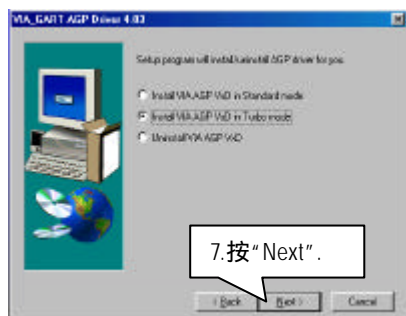 VIA_GART AGP Driver 4.03
Setup program will install/uninstall AGP driver for you.
Install VIA AGP VxD in Standard mode
Install VIA AGP VxD in Turbo mode
Uninstall VIA AGP VxD
7.按“Next”.
< Back
Next >
Cancel